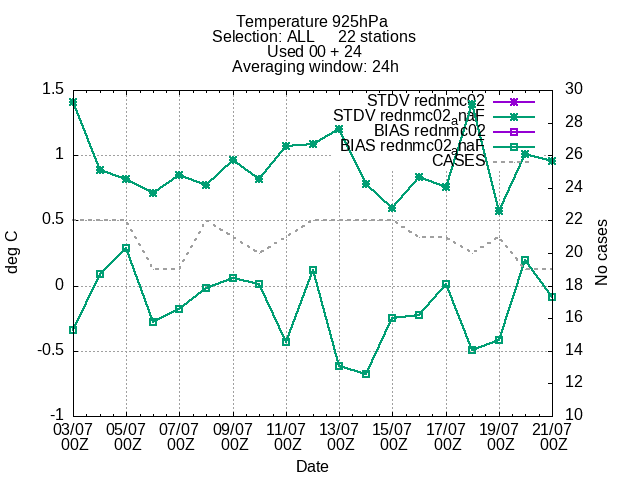 Temperature 925hPa
Selection: ALL 22 stations
Used 00 + 24
Averaging window: 24h
1.5
1
0.5
0
-0.5
-1
deg C
30
28
26
24
22
20
18
16
14
12
10
No cases
STDV rednmc02
STDV rednmc02anaF
BIAS rednmc02
BIAS rednmc02anaF
CASES
03/07 05/07 07/07 09/07 11/07 13/07 15/07 17/07 19/07 21/07
00Z 00Z 00Z 00Z 00Z 00Z 00Z 00Z 00Z 00Z
Date